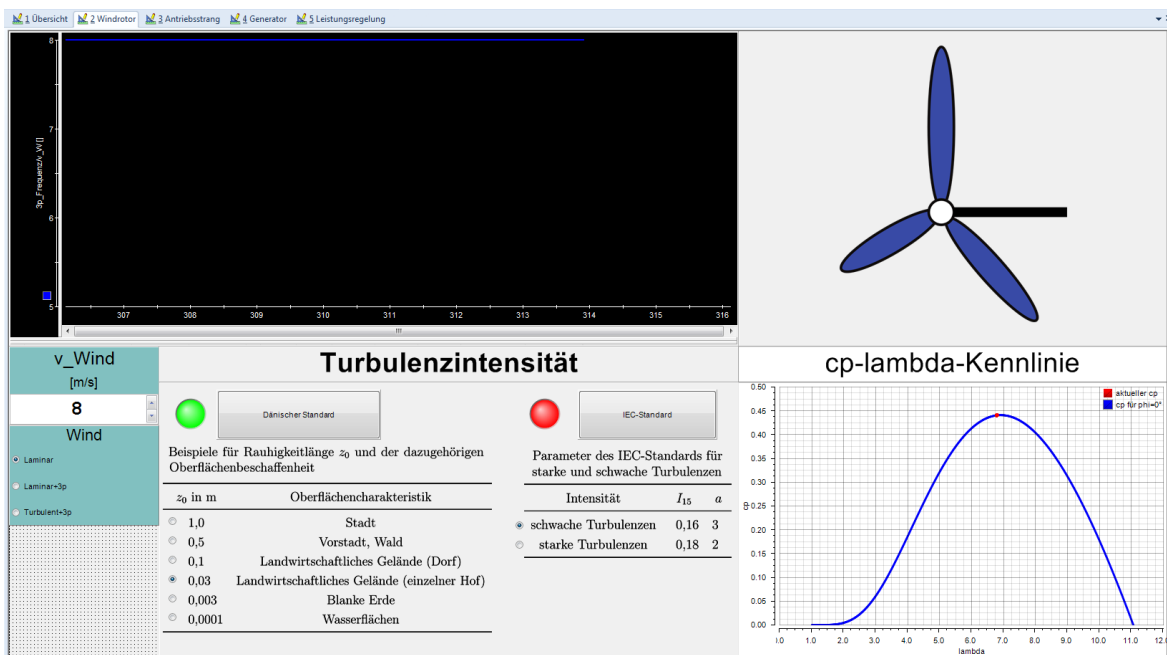 1 Übersicht 2 Windrotor 3 Antriebsstrang 4 Generator 5 Leistungsregelung
8
7
6
5
3p_Frequenz/v_W []
307 308 309 310 311 312 313 314 315 316
v_Wind
[m/s]
8
Wind
Laminar
Laminar+3p
Turbulent+3p
Turbulenzintensität
Dänischer Standard
Beispiele für Rauhigkeitlänge z₀ und der dazugehörigen
Oberflächenbeschaffenheit
z₀ in m Oberflächencharakteristik
1,0 Stadt
0,5 Vorstadt, Wald
0,1 Landwirtschaftliches Gelände (Dorf)
0,03 Landwirtschaftliches Gelände (einzelner Hof)
0,003 Blanke Erde
0,0001 Wasserflächen
IEC-Standard
Parameter des IEC-Standards für
starke und schwache Turbulenzen
Intensität I₁₅ a
schwache Turbulenzen 0,16 3
starke Turbulenzen 0,18 2
cp-lambda-Kennlinie
aktueller cp
cp für phi=0°
0.60
0.45
0.40
0.36
0.30
0.25
0.20
0.15
0.10
0.05
0.00
cp
1.0 2.0 3.0 4.0 5.0 6.0 7.0 8.0 9.0 10.0 11.0
lambda